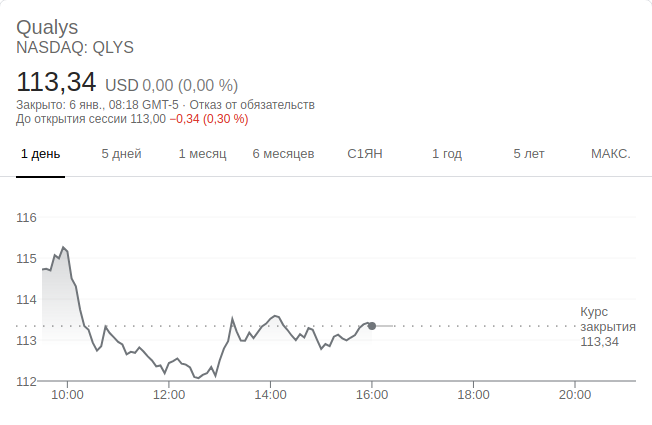 Qualys
NASDAQ: QLYS
113,34 USD 0,00 (0,00 %)
Закрыто: 6 янв., 08:18 GMT-5 · Отказ от обязательств
До открытия сессии 113,00 −0,34 (0,30 %)
1 день 5 дней 1 месяц 6 месяцев С1ЯН 1 год 5 лет МАКС.
116
115
114
Курс
закрытия
113,34
113
112
10:00 12:00 14:00 16:00 18:00 20:00